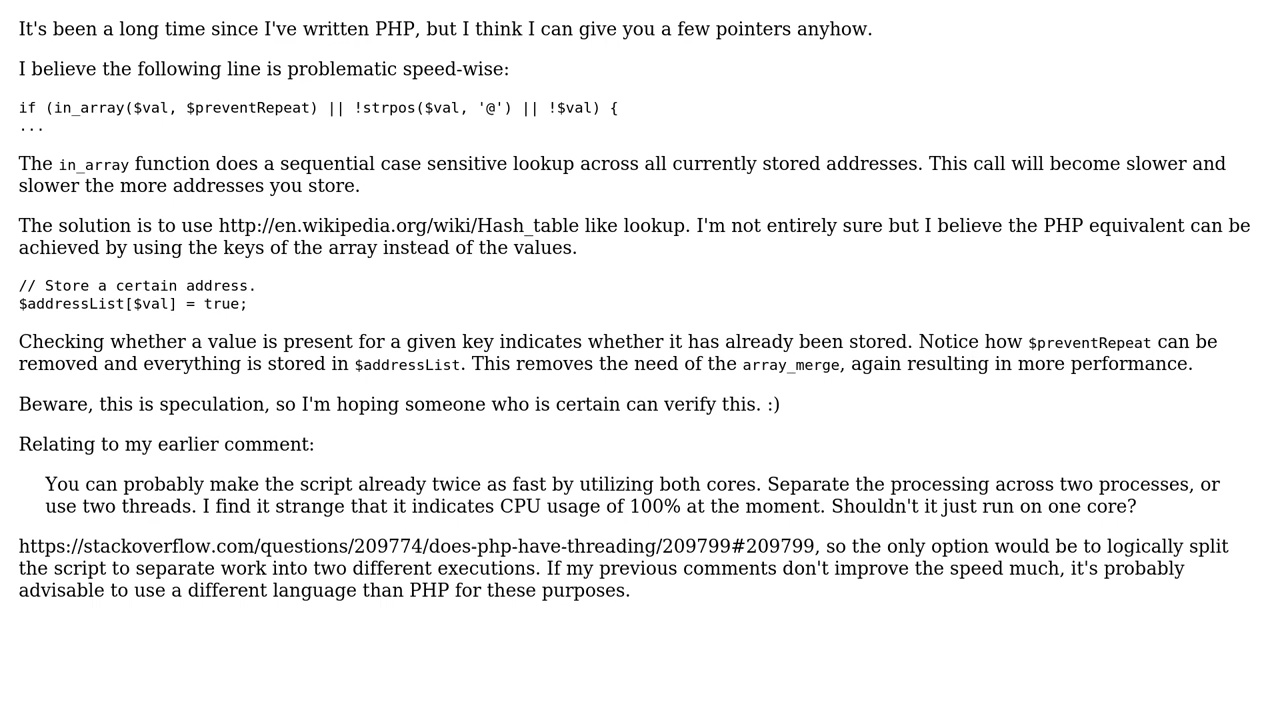 It's been a long time since I've written PHP, but I think I can give you a few pointers anyhow.
I believe the following line is problematic speed-wise:
if (in_array($val, $preventRepeat) || !strpos($val, '@') || !$val) {
...
The in_array function does a sequential case sensitive lookup across all currently stored addresses. This call will become slower and
slower the more addresses you store.
The solution is to use http://en.wikipedia.org/wiki/Hash_table like lookup. I'm not entirely sure but I believe the PHP equivalent can be
achieved by using the keys of the array instead of the values.
// Store a certain address.
$addressList[$val] = true;
Checking whether a value is present for a given key indicates whether it has already been stored. Notice how $preventRepeat can be
removed and everything is stored in $addressList. This removes the need of the array_merge, again resulting in more performance.
Beware, this is speculation, so I'm hoping someone who is certain can verify this. :)
Relating to my earlier comment:
You can probably make the script already twice as fast by utilizing both cores. Separate the processing across two processes, or
use two threads. I find it strange that it indicates CPU usage of 100% at the moment. Shouldn't it just run on one core?
https://stackoverflow.com/questions/209774/does-php-have-threading/209799#209799, so the only option would be to logically split
the script to separate work into two different executions. If my previous comments don't improve the speed much, it's probably
advisable to use a different language than PHP for these purposes.